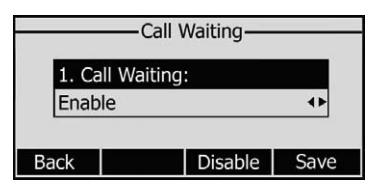 Call Waiting
1. Call Waiting:
Enable
Back Disable Save